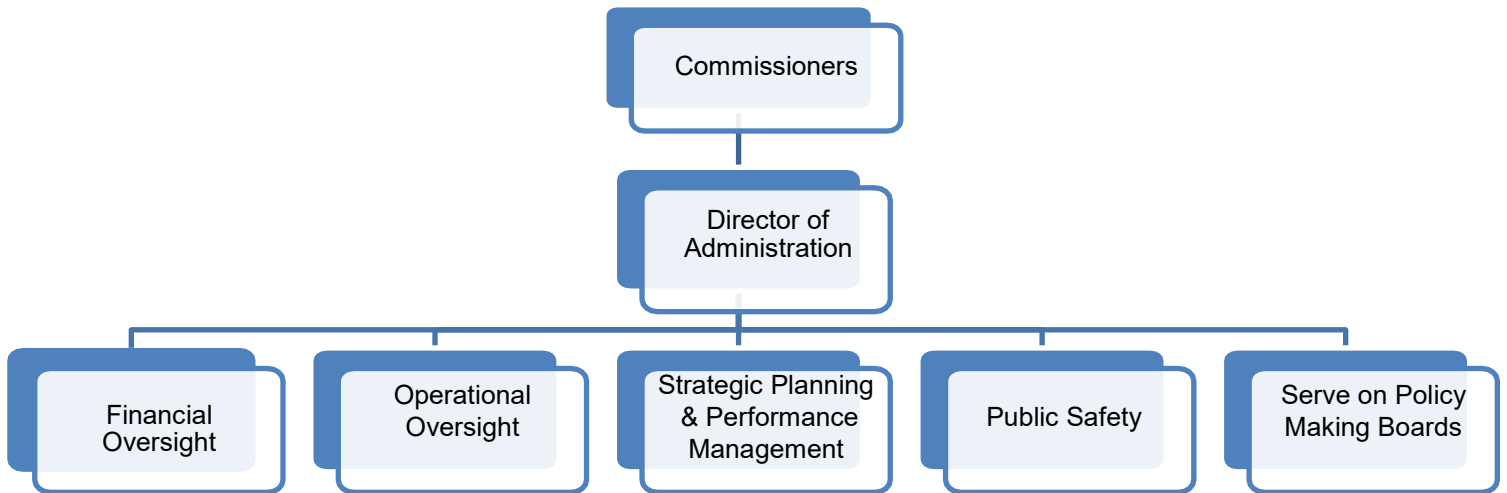 Commissioners
Director of
Administration
Financial
Oversight
Operational
Oversight
Strategic Planning
& Performance
Management
Public Safety
Serve on Policy
Making Boards